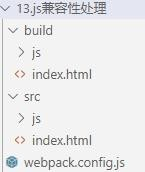 13.js兼容性处理
build
js
<> index.html
src
js
<> index.html
webpack.config.js